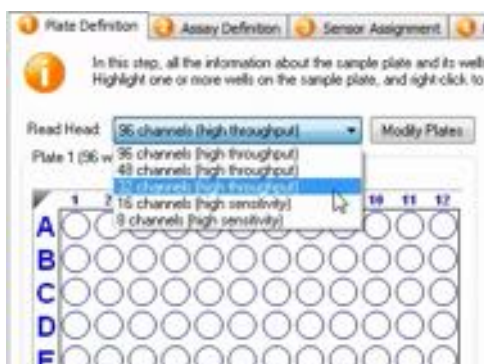 Plate Definition Assay Definition Sensor Assignment
In this step, all the information about the sample plate and its wells
Highlight one or more wells on the sample plate, and right-click to
Read Head: 96 channels (high throughput) Modify Plates
Plate 1 (96 w
96 channels (high throughput)
48 channels (high throughput)
32 channels (high throughput)
16 channels (high sensitivity)
8 channels (high sensitivity)
1 10 11 12
A
B
C
D
E